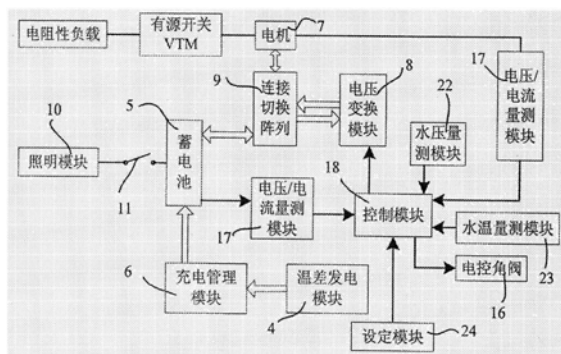 电阻性负载
有源开关
VTM
电机
7
17
电压/
电流量
测模块
9
连接
切换
阵列
8
电压
变换
模块
22
水压量
测模块
10
照明模块
11
5
蓄
电
池
电压/电
流量测
模块
17
18
控制模块
水温量测模块
23
电控角阀
16
6
充电管理
模块
温差发电
模块
4
设定模块
24